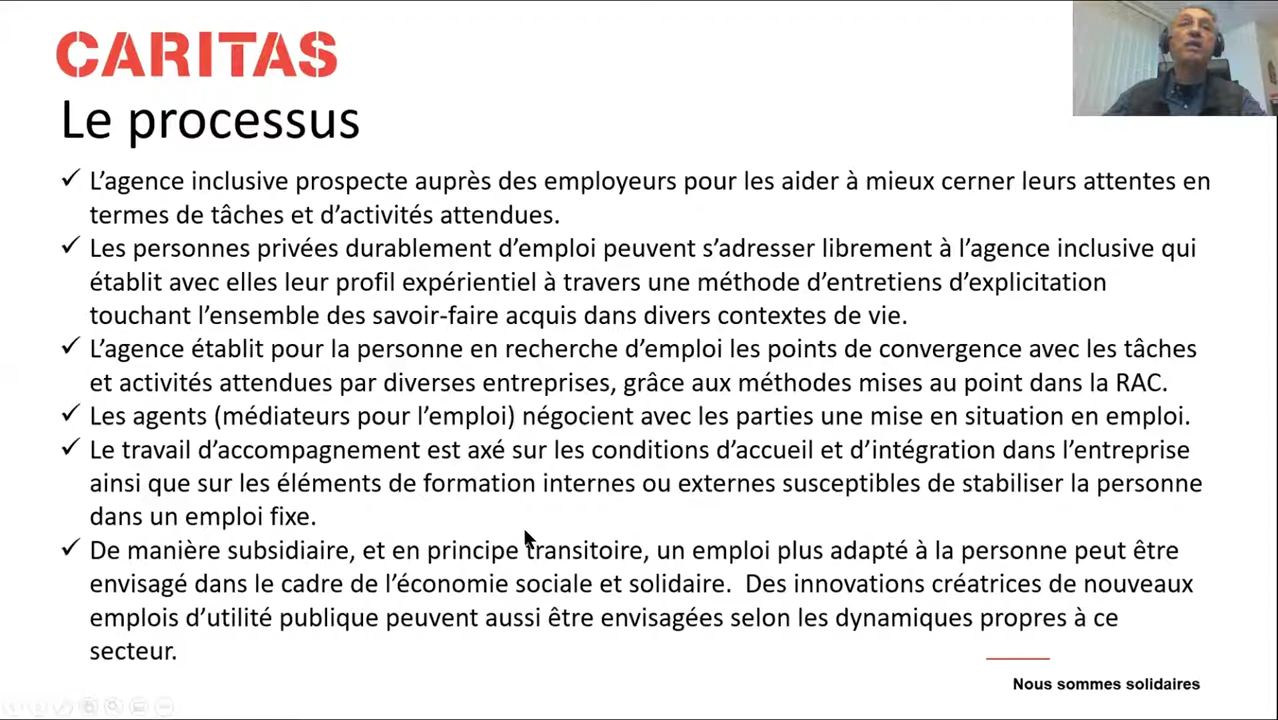 CARITAS
Le processus
✓ L’agence inclusive prospecte auprès des employeurs pour les aider à mieux cerner leurs attentes en
termes de tâches et d’activités attendues.
✓ Les personnes privées durablement d’emploi peuvent s’adresser librement à l’agence inclusive qui
établit avec elles leur profil expérientiel à travers une méthode d’entretiens d’explicitation
touchant l’ensemble des savoir-faire acquis dans divers contextes de vie.
✓ L’agence établit pour la personne en recherche d’emploi les points de convergence avec les tâches
et activités attendues par diverses entreprises, grâce aux méthodes mises au point dans la RAC.
✓ Les agents (médiateurs pour l’emploi) négocient avec les parties une mise en situation en emploi.
✓ Le travail d’accompagnement est axé sur les conditions d’accueil et d’intégration dans l’entreprise
ainsi que sur les éléments de formation internes ou externes susceptibles de stabiliser la personne
dans un emploi fixe.
✓ De manière subsidiaire, et en principe transitoire, un emploi plus adapté à la personne peut être
envisagé dans le cadre de l’économie sociale et solidaire.  Des innovations créatrices de nouveaux
emplois d’utilité publique peuvent aussi être envisagées selon les dynamiques propres à ce
secteur.
Nous sommes solidaires